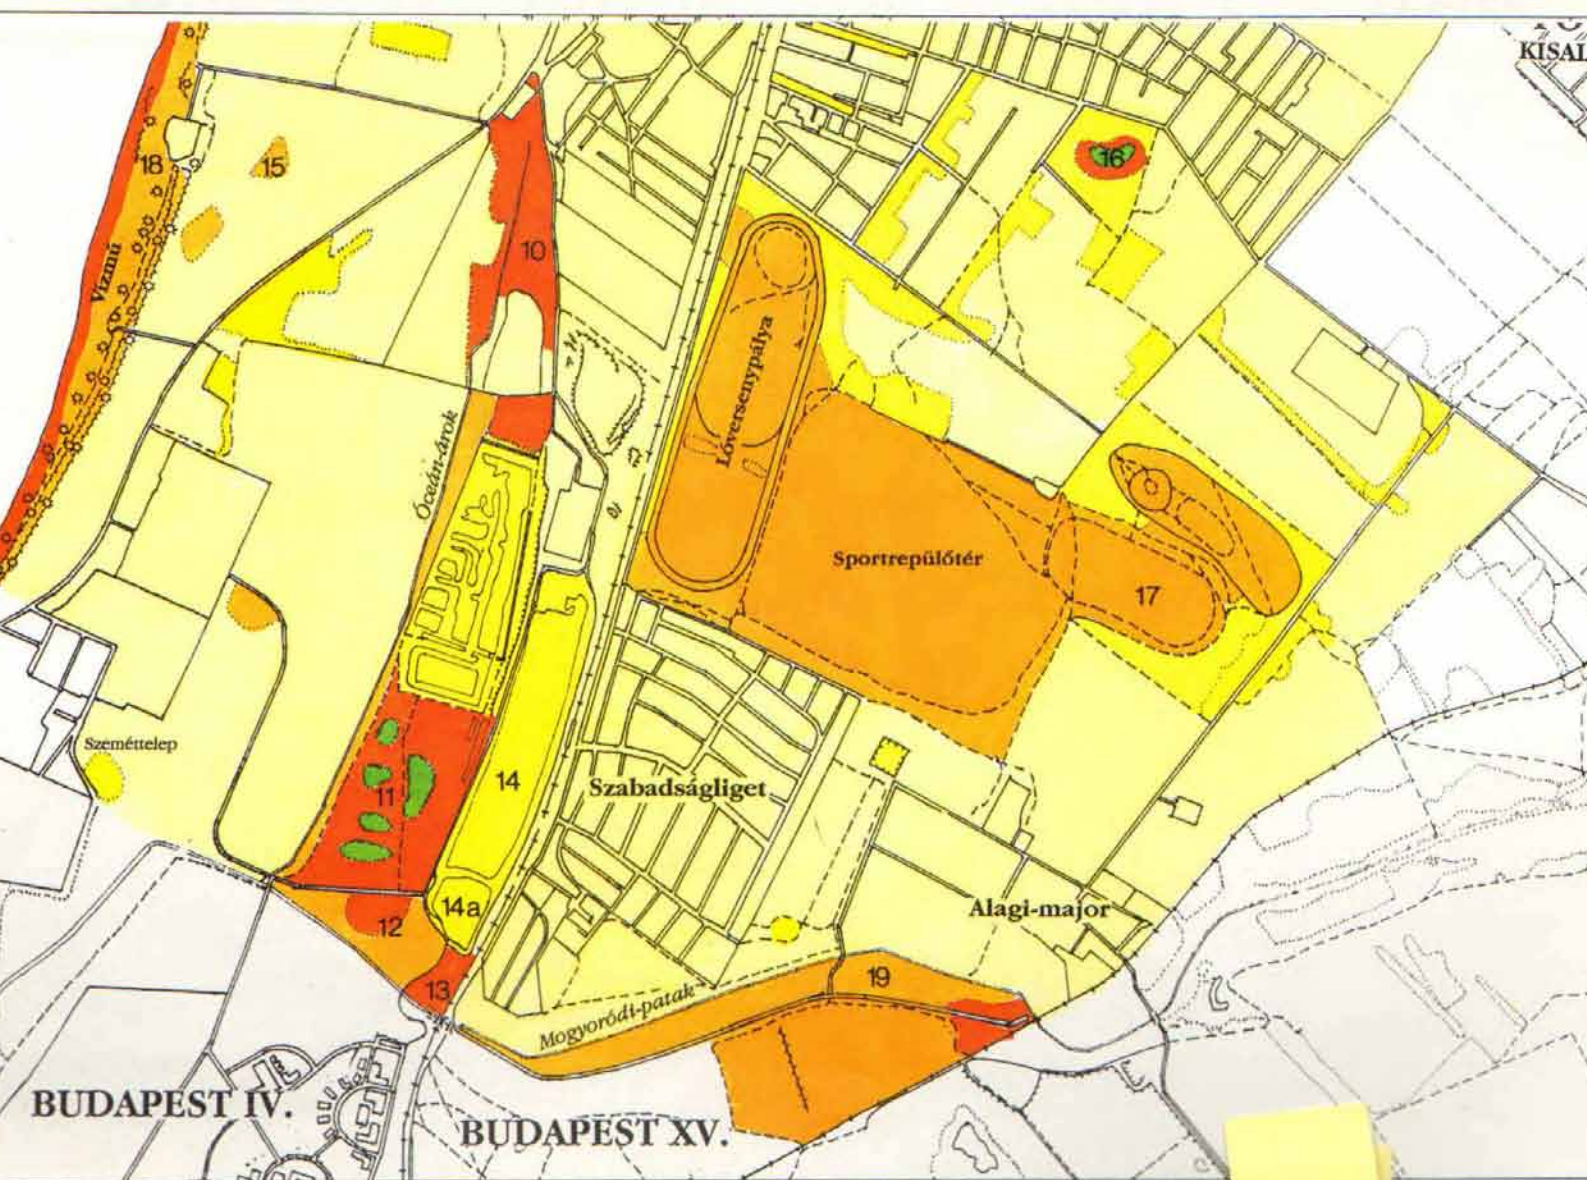 KISAL
18
15
16
10
Vízmű
Lóversenypálya
Óceán-árok
Sportrepülőtér
17
Szeméttelep
14
Szabadságliget
11
14a
Alagi-major
12
19
13
Mogyoródi-patak
BUDAPEST IV.
BUDAPEST XV.